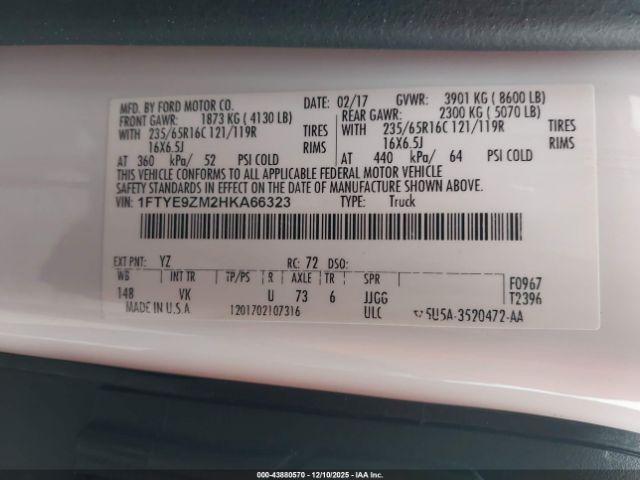 MFD. BY FORD MOTOR CO. DATE: 02/17 GVWR: 3901 KG ( 8600 LB)
FRONT GAWR: 1873 KG ( 4130 LB) REAR GAWR: 2300 KG ( 5070 LB)
WITH 235/65R16C 121/119R TIRES WITH 235/65R16C 121/119R TIRES
16X6.5J RIMS 16X6.5J RIMS
AT 360 kPa/ 52 PSI COLD AT 440 kPa/ 64 PSI COLD
THIS VEHICLE CONFORMS TO ALL APPLICABLE FEDERAL MOTOR VEHICLE
SAFETY STANDARDS IN EFFECT ON THE DATE OF MANUFACTURE SHOWN ABOVE.
VIN: 1FTYE9ZM2HKA66323 TYPE: Truck
EXT PNT: YZ RC: 72 DSO:
WB INT TR TP/PS R AXLE TR SPR F0967
148 VK U 73 6 JJGG T2396
MADE IN U.S.A. 1201702107316 ULC 5U5A-3520472-AA
000-43880570 - 12/10/2025 - IAAI.com. Copyright